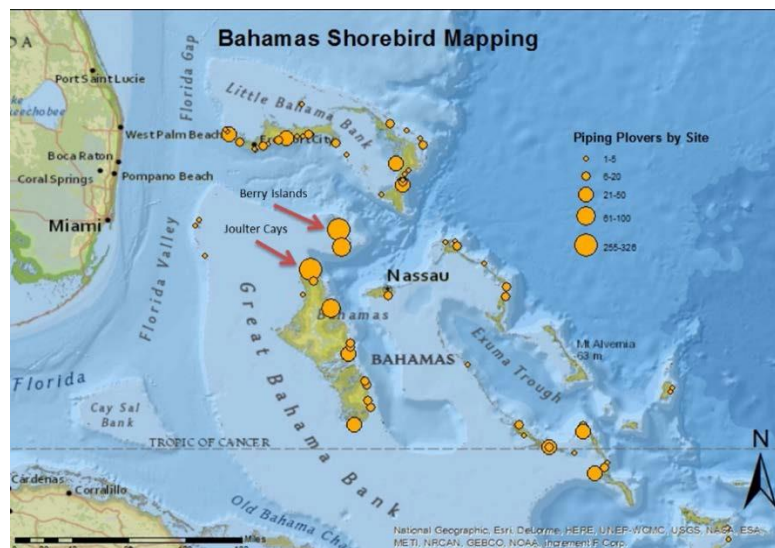 Bahamas Shorebird Mapping
D A
Port Saint Lucie
Florida Gap
Little Bahama Bank
West Palm Beach
Boca Raton
Coral Springs
Pompano Beach
Piping Plovers by Site
1-5
6-20
21-50
51-100
255-326
Berry Islands
Joulter Cays
Miami
Florida Valley
Nassau
Bahamas
Great Bahama Bank
BAHAMAS
Exuma Trough
Mt Alvernia
63 m
Florida
Cay Sal
Bank
TROPIC OF CANCER
N
Cardenas
Corralillo
Old Bahama Cha
Miles
National Geographic, Esri, DeLorme, HERE, UNEP-WCMC, USGS, NASA, ESA,
METI, NRCAN, GEBCO, NOAA, increment P Corp.